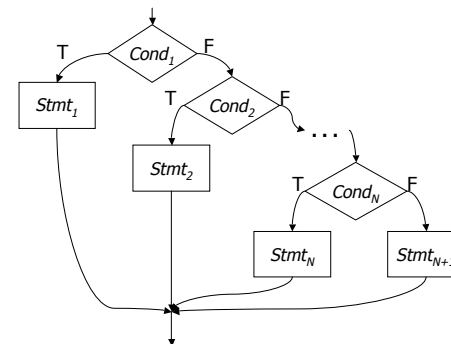 T
Cond1
F
Stmt1
T
Cond2
F
Stmt2
...
T
CondN
F
StmtN
StmtN+1